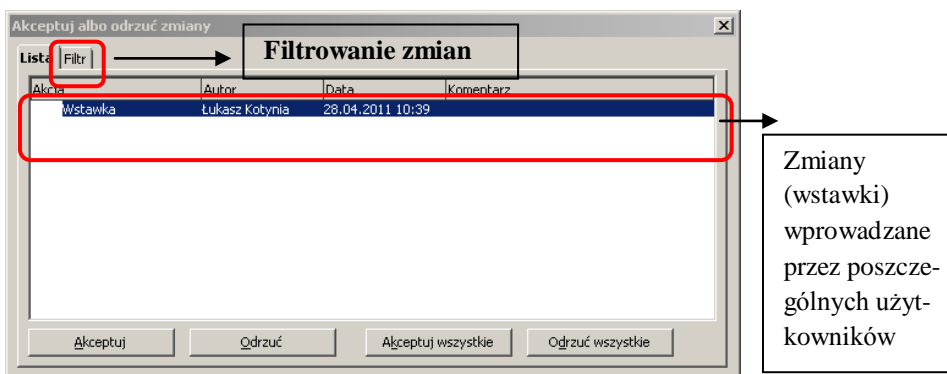 Akceptuj albo odrzuć zmiany
Lista Filtr
Filtrowanie zmian
Akcja Autor Data Komentarz
Wstawka Łukasz Kotynia 28.04.2011 10:39
Zmiany
(wstawki)
wprowadzane
przez poszcze-
gólnych użyt-
kowników
Akceptuj Odrzuć Akceptuj wszystkie Odrzuć wszystkie